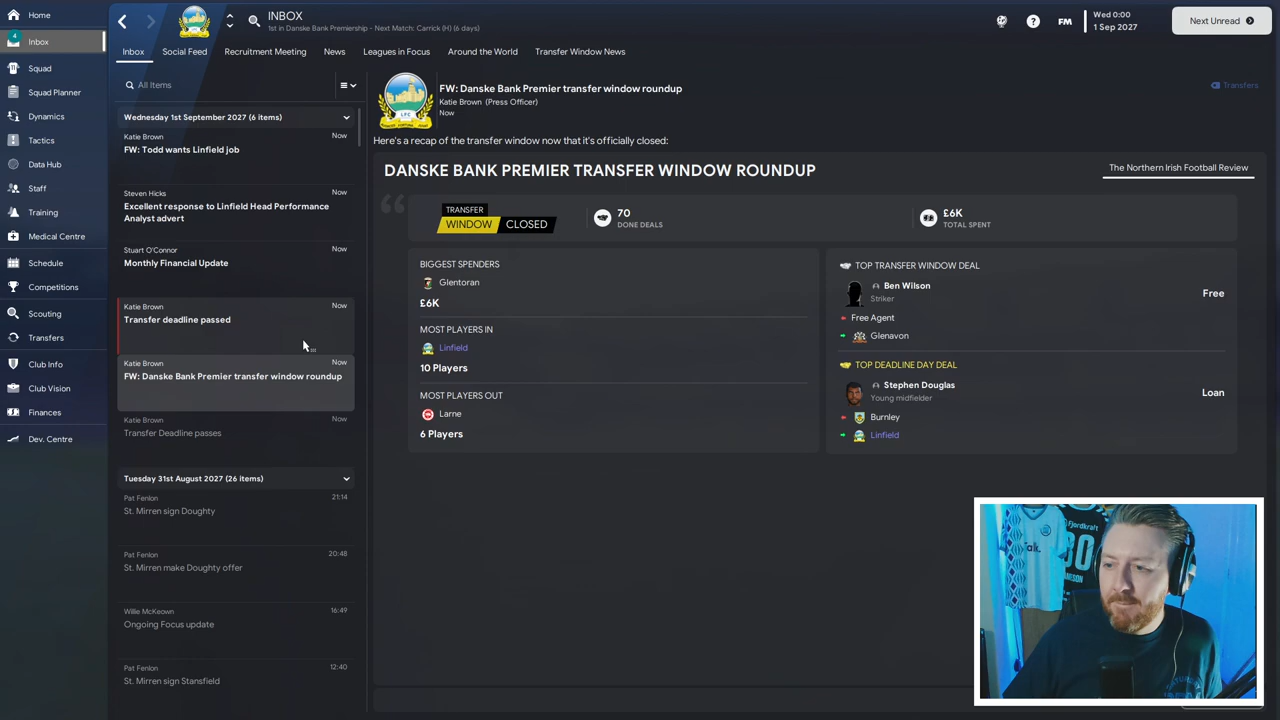 Home
4
Inbox
Squad
Squad Planner
Dynamics
Tactics
Data Hub
Staff
Training
Medical Centre
Schedule
Competitions
Scouting
Transfers
Club Info
Club Vision
Finances
Dev. Centre
INBOX
1st in Danske Bank Premiership - Next Match: Carrick (H) (6 days)
?
FM
Wed 0:00
1 Sep 2027
Next Unread
Inbox
Social Feed
Recruitment Meeting
News
Leagues in Focus
Around the World
Transfer Window News
All Items
Wednesday 1st September 2027 (6 items)
Katie Brown
Now
FW: Todd wants Linfield job
Steven Hicks
Now
Excellent response to Linfield Head Performance
Analyst advert
Stuart O'Connor
Now
Monthly Financial Update
Katie Brown
Now
Transfer deadline passed
Katie Brown
Now
FW: Danske Bank Premier transfer window roundup
Katie Brown
Now
Transfer Deadline passes
Tuesday 31st August 2027 (26 items)
Pat Fenlon
21:14
St. Mirren sign Doughty
Pat Fenlon
20:48
St. Mirren make Doughty offer
Willie McKeown
16:49
Ongoing Focus update
Pat Fenlon
12:40
St. Mirren sign Stansfield
LFC
FW: Danske Bank Premier transfer window roundup
Katie Brown (Press Officer)
Now
Transfers
Here's a recap of the transfer window now that it's officially closed:
DANSKE BANK PREMIER TRANSFER WINDOW ROUNDUP
The Northern Irish Football Review
TRANSFER
WINDOW CLOSED
70
DONE DEALS
£6K
TOTAL SPENT
BIGGEST SPENDERS
Glentoran
£6K
MOST PLAYERS IN
Linfield
10 Players
MOST PLAYERS OUT
Larne
6 Players
TOP TRANSFER WINDOW DEAL
Ben Wilson
Striker
Free
Free Agent
Glenavon
TOP DEADLINE DAY DEAL
Stephen Douglas
Young midfielder
Loan
Burnley
Linfield
Fjordkraft